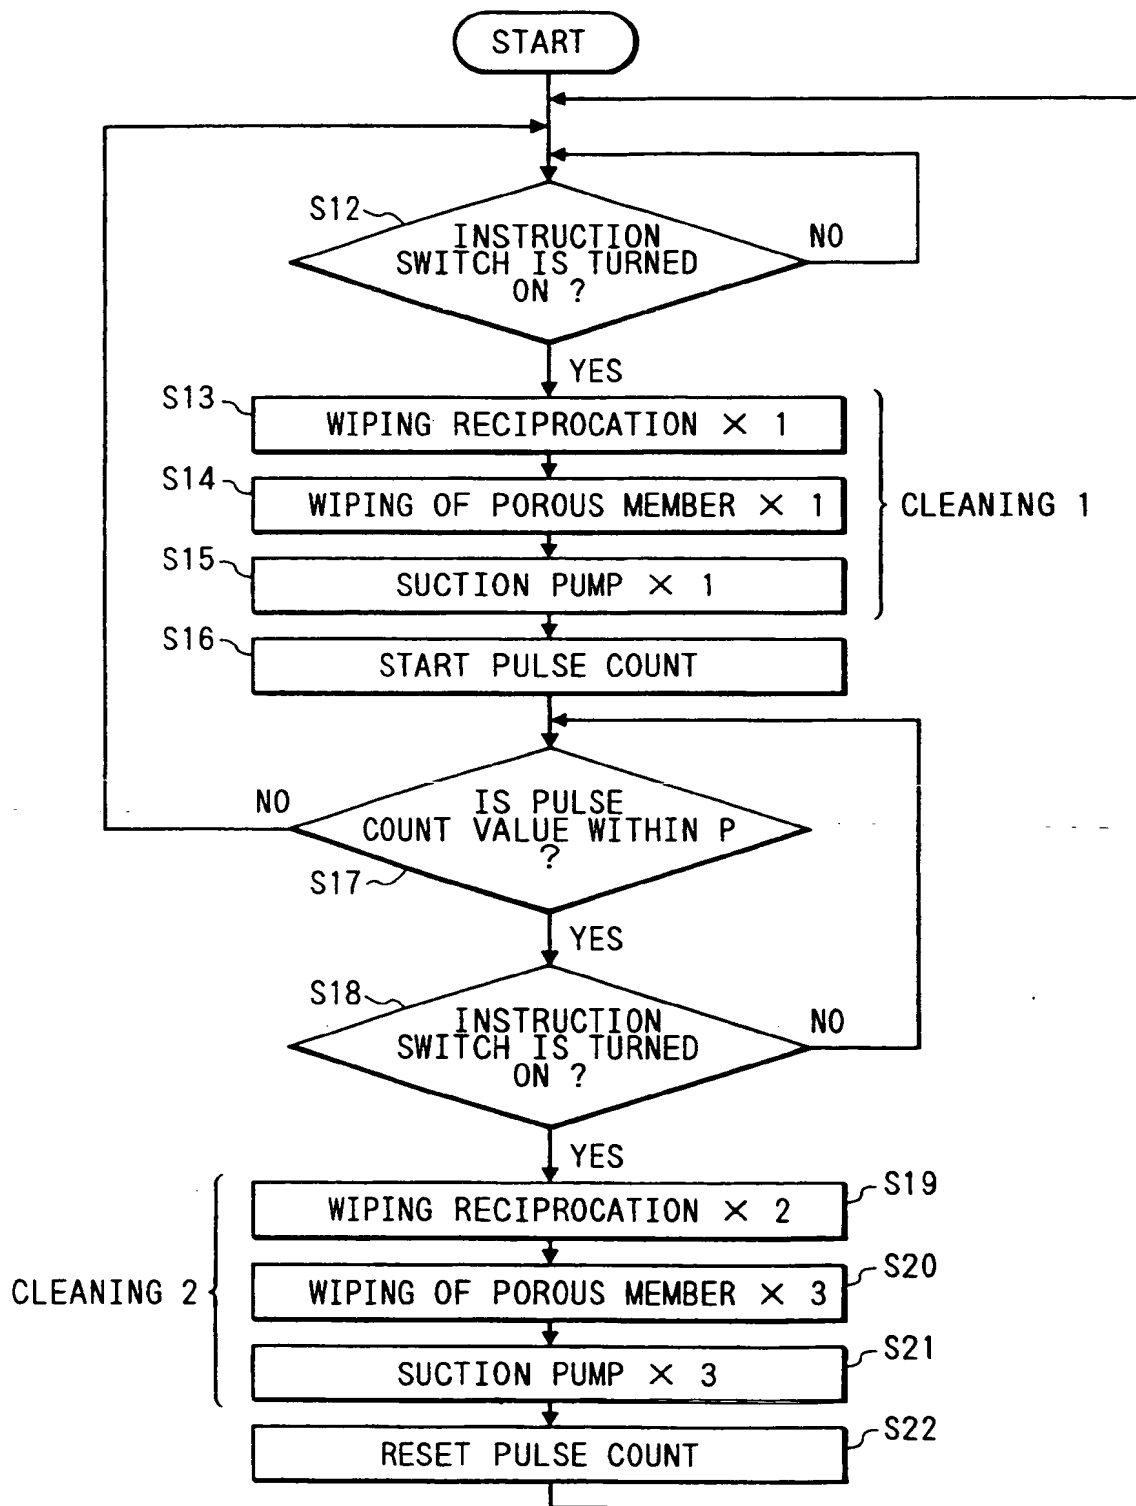 START
S12
INSTRUCTION
SWITCH IS TURNED
ON ?
NO
YES
S13
WIPING RECIPROCATION × 1
S14
WIPING OF POROUS MEMBER × 1
CLEANING 1
S15
SUCTION PUMP × 1
S16
START PULSE COUNT
NO
IS PULSE
COUNT VALUE WITHIN P
?
S17
YES
S18
INSTRUCTION
SWITCH IS TURNED
ON ?
NO
YES
S19
WIPING RECIPROCATION × 2
S20
WIPING OF POROUS MEMBER × 3
CLEANING 2
S21
SUCTION PUMP × 3
S22
RESET PULSE COUNT